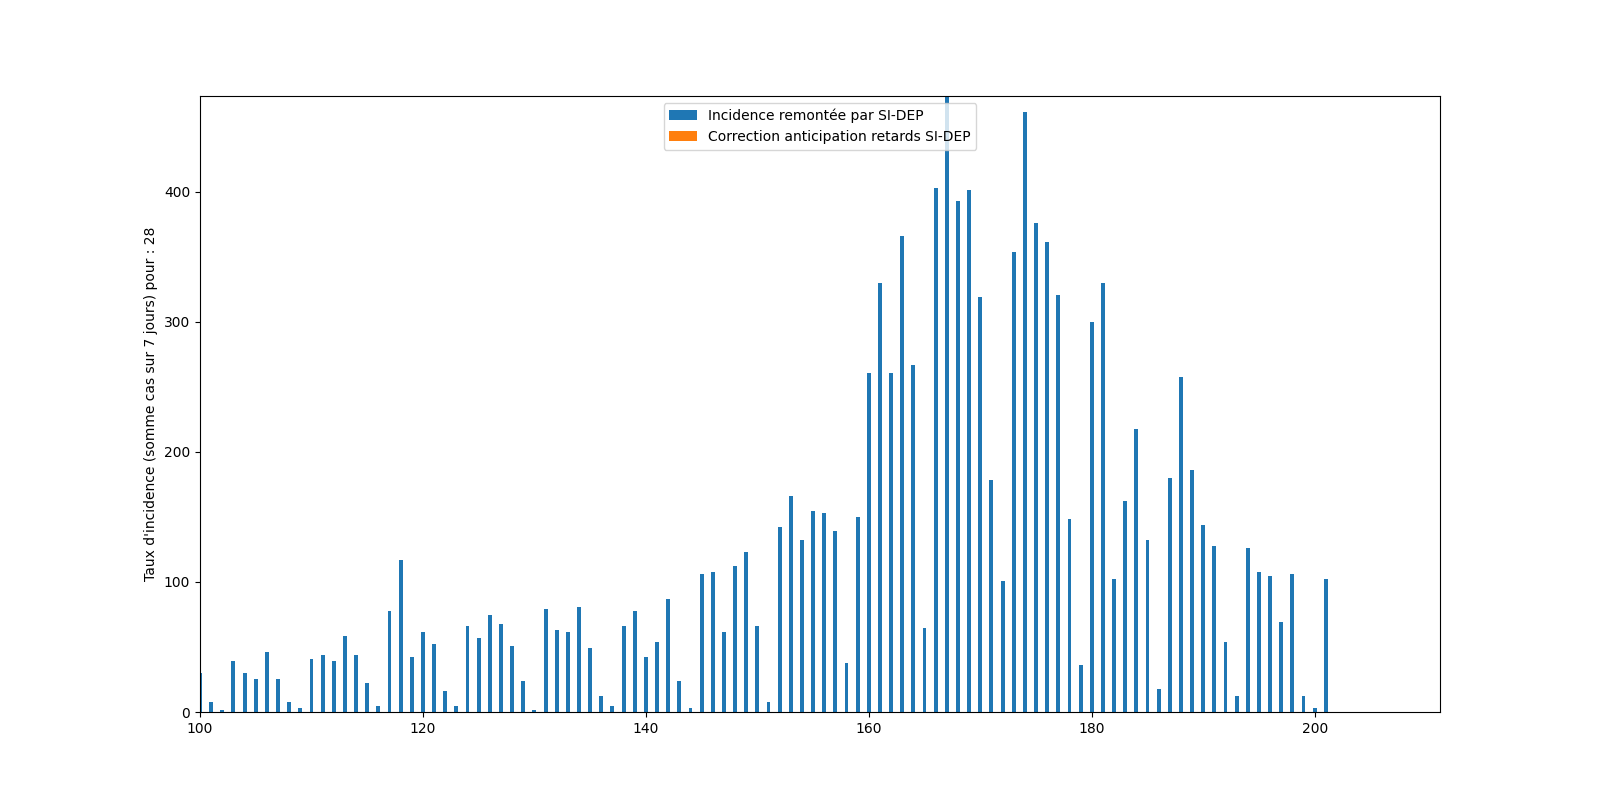 Incidence remontée par SI-DEP
Correction anticipation retards SI-DEP
Taux d'incidence (somme cas sur 7 jours) pour : 28
400
300
200
100
0
100 120 140 160 180 200